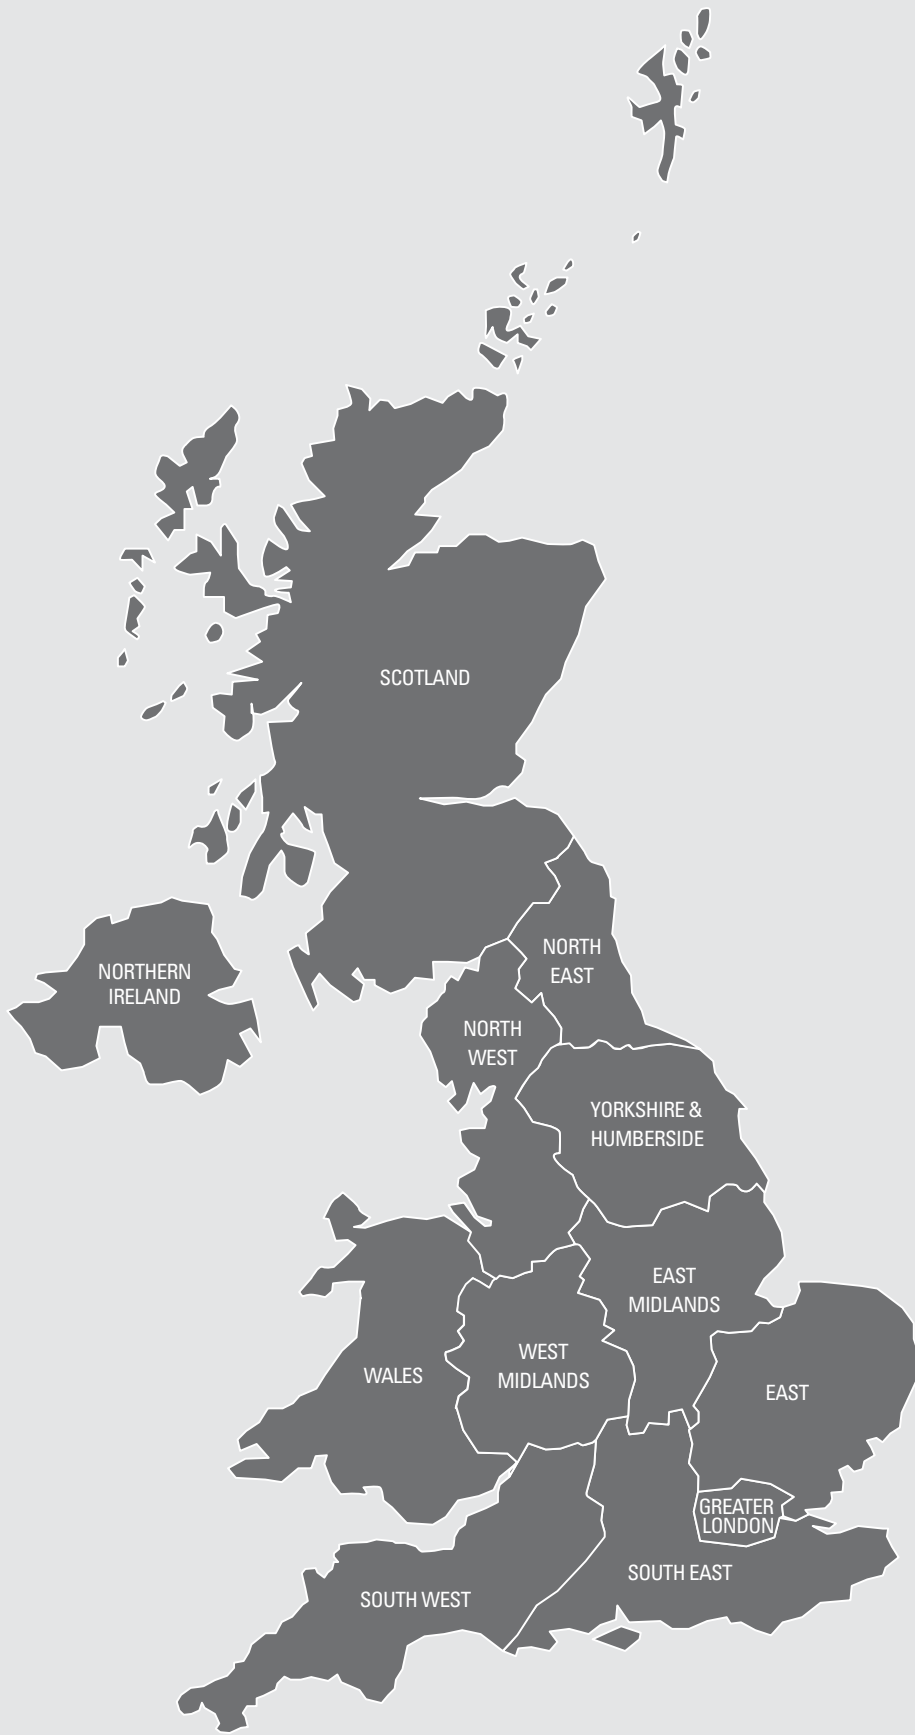 SCOTLAND
NORTHERN
IRELAND
NORTH
EAST
NORTH
WEST
YORKSHIRE &
HUMBERSIDE
EAST
MIDLANDS
WEST
MIDLANDS
WALES
EAST
GREATER
LONDON
SOUTH EAST
SOUTH WEST